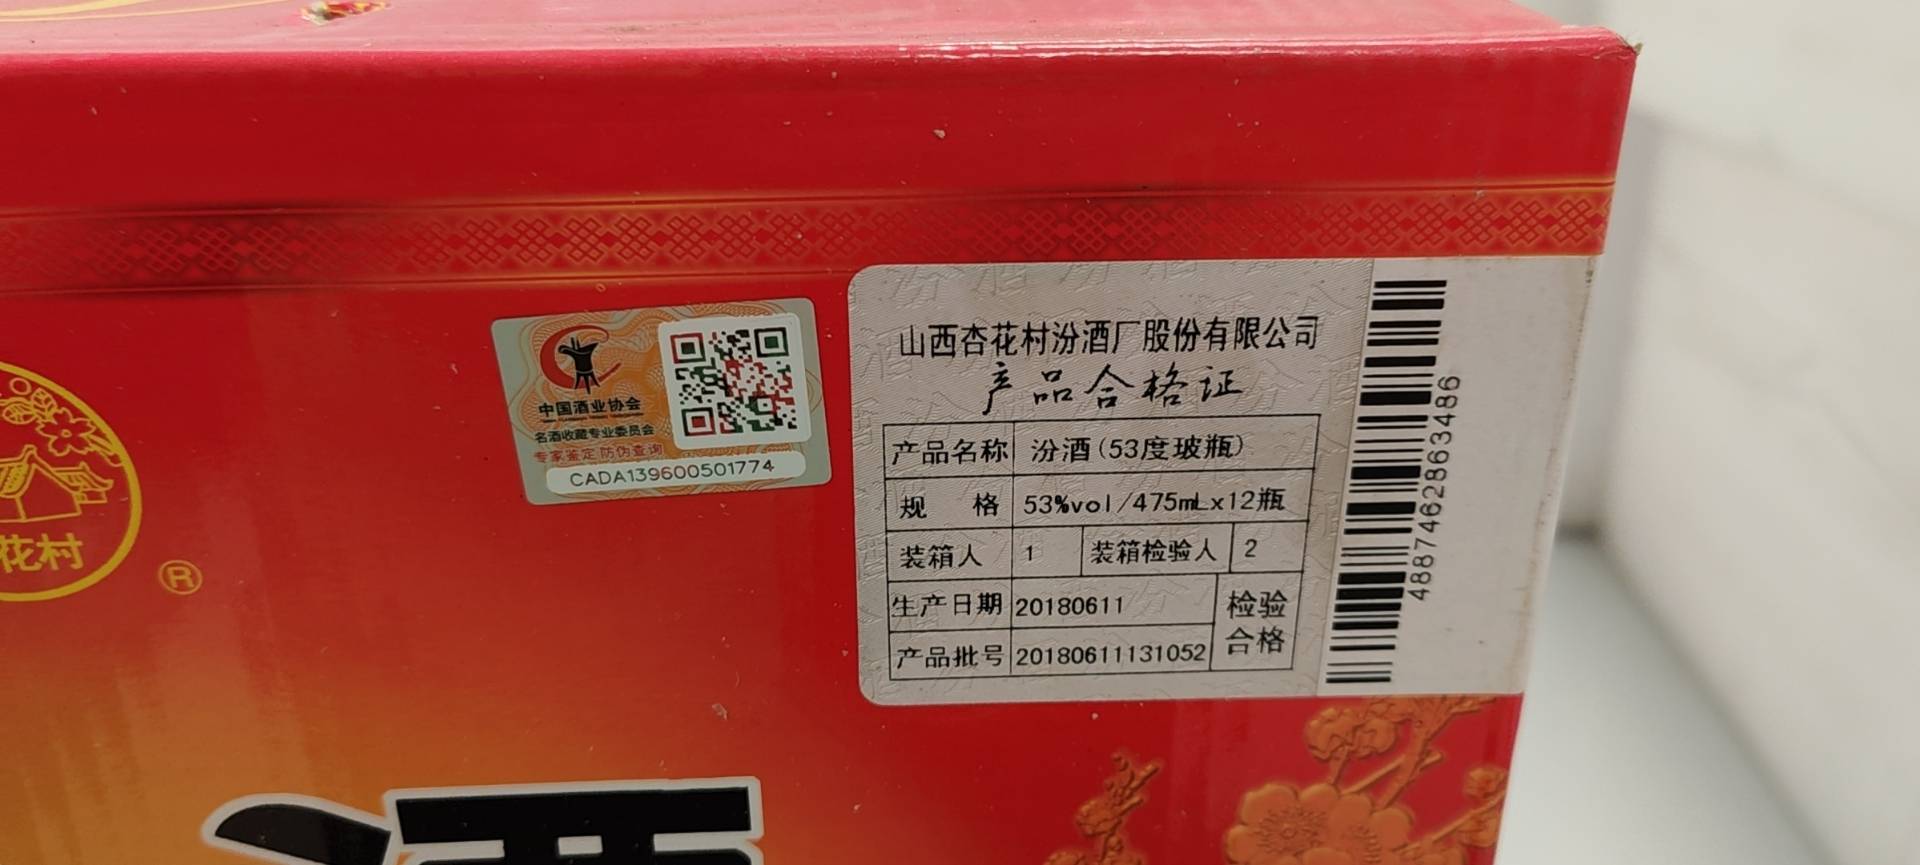 中国酒业协会
名酒收藏专业委员会
专家鉴定 防伪查询
CADA139600501774
山西杏花村汾酒厂股份有限公司
产品合格证
产品名称 汾酒(53度玻瓶)
规 格 53%vol/475mLx12瓶
装箱人 1 装箱检验人 2
生产日期 20180611 检验
产品批号 20180611131052 合格
4887462863486
花村
®
酒